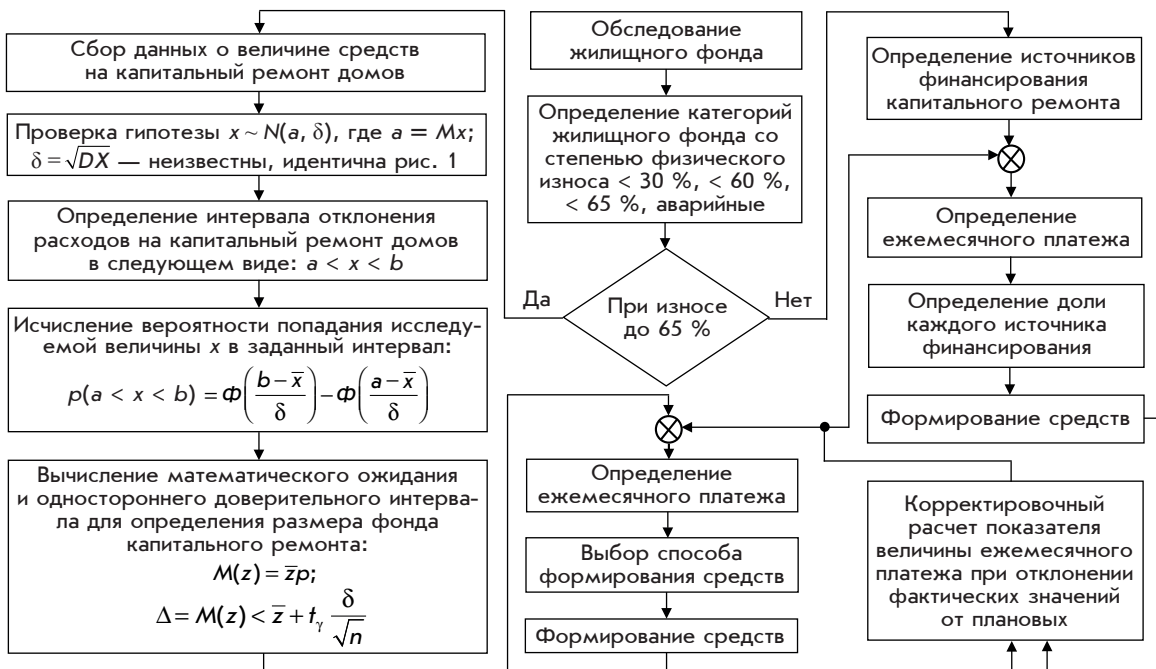 Сбор данных о величине средств
на капитальный ремонт домов
Проверка гипотезы x ~ N(a, δ), где a = Mx;
δ = √DX — неизвестны, идентична рис. 1
Определение интервала отклонения
расходов на капитальный ремонт домов
в следующем виде: a < x < b
Исчисление вероятности попадания исследу-
емой величины x в заданный интервал:
p(a < x < b) = Ф((b – x̅)/δ) – Ф((a – x̅)/δ)
Вычисление математического ожидания
и одностороннего доверительного интерва-
ла для определения размера фонда
капитального ремонта:
M(z) = z̅p;
Δ = M(z) < z̅ + tᵧ δ/√n
Обследование
жилищного фонда
Определение категорий
жилищного фонда со
степенью физического
износа < 30 %, < 60 %,
< 65 %, аварийные
Да
При износе
до 65 %
Нет
Определение
ежемесячного платежа
Выбор способа
формирования средств
Формирование средств
Определение источников
финансирования
капитального ремонта
Определение
ежемесячного платежа
Определение доли
каждого источника
финансирования
Формирование средств
Корректировочный
расчет показателя
величины ежемесячного
платежа при отклонении
фактических значений
от плановых